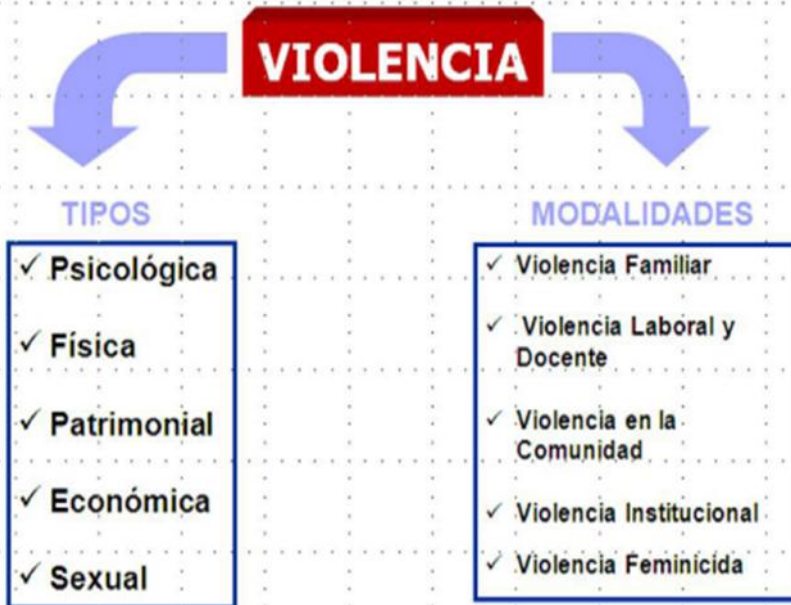 VIOLENCIA
TIPOS
✓ Psicológica
✓ Física
✓ Patrimonial
✓ Económica
✓ Sexual
MODALIDADES
✓ Violencia Familiar
✓ Violencia Laboral y
Docente
✓ Violencia en la
Comunidad
✓ Violencia Institucional
✓ Violencia Feminicida